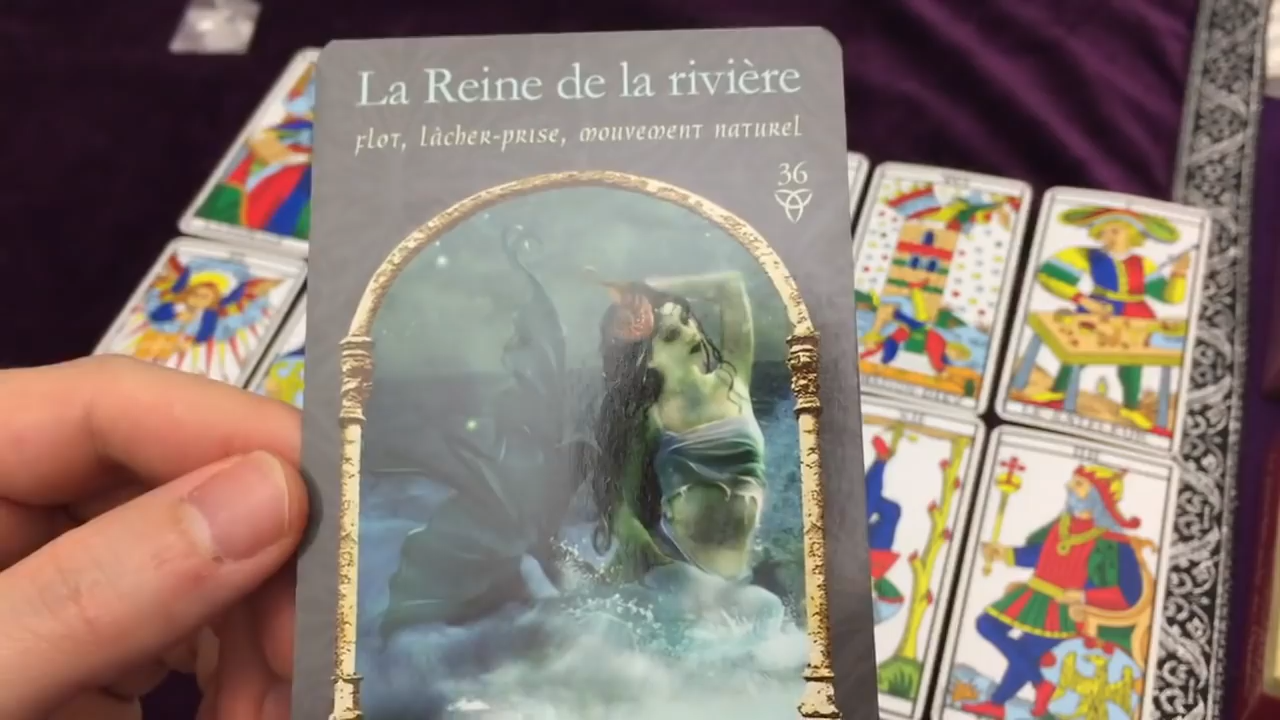 La Reine de la rivière
flot, lâcher-prise, mouvement naturel
36